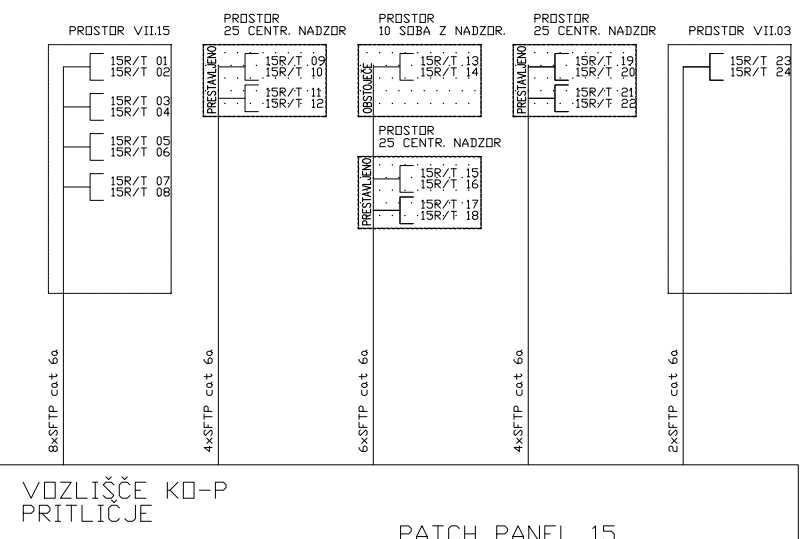 PROSTOR VII.15
15R/T 01
15R/T 02
15R/T 03
15R/T 04
15R/T 05
15R/T 06
15R/T 07
15R/T 08
8xSFTP cat 6a
PROSTOR
25 CENTR. NADZOR
PRESTAVLJENO
15R/T 09
15R/T 10
15R/T 11
15R/T 12
4xSFTP cat 6a
PROSTOR
10 SOBA Z NADZOR.
OBSTOJEČE
15R/T 13
15R/T 14
PROSTOR
25 CENTR. NADZOR
PRESTAVLJENO
15R/T 15
15R/T 16
15R/T 17
15R/T 18
6xSFTP cat 6a
PROSTOR
25 CENTR. NADZOR
PRESTAVLJENO
15R/T 19
15R/T 20
15R/T 21
15R/T 22
4xSFTP cat 6a
PROSTOR VII.03
15R/T 23
15R/T 24
2xSFTP cat 6a
VOZLIŠČE KO-P
PRITLIČJE
PATCH PANEL 15